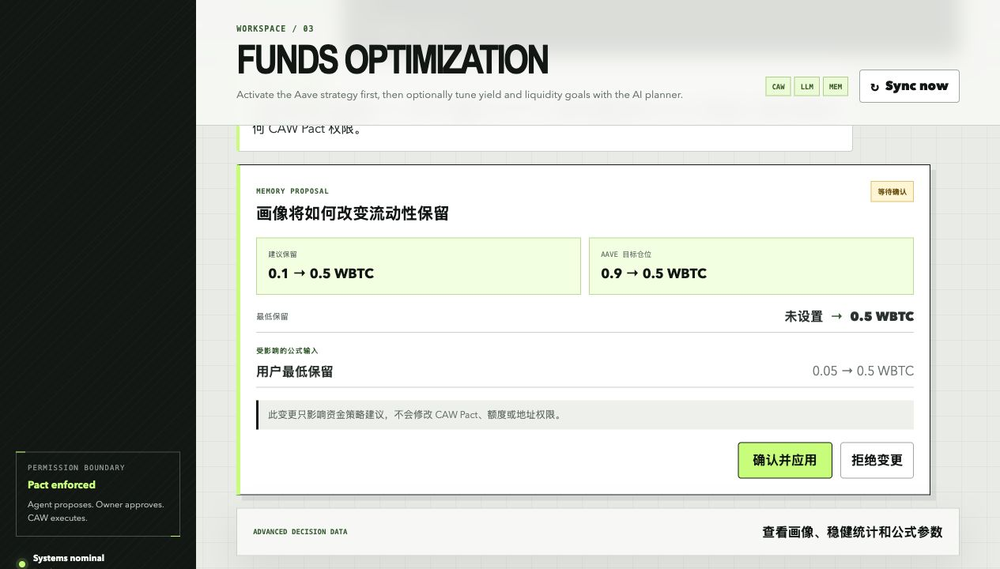 WORKSPACE / 03
FUNDS OPTIMIZATION
Activate the Aave strategy first, then optionally tune yield and liquidity goals with the AI planner.
CAW
LLM
MEM
↻ Sync now
何 CAW Pact 权限。
MEMORY PROPOSAL
等待确认
画像将如何改变流动性保留
建议保留
0.1 → 0.5 WBTC
AAVE 目标仓位
0.9 → 0.5 WBTC
最低保留
未设置 → 0.5 WBTC
受影响的公式输入
用户最低保留
0.05 → 0.5 WBTC
此变更只影响资金策略建议，不会修改 CAW Pact、额度或地址权限。
确认并应用
拒绝变更
ADVANCED DECISION DATA
查看画像、稳健统计和公式参数
PERMISSION BOUNDARY
Pact enforced
Agent proposes. Owner approves.
CAW executes.
Systems nominal